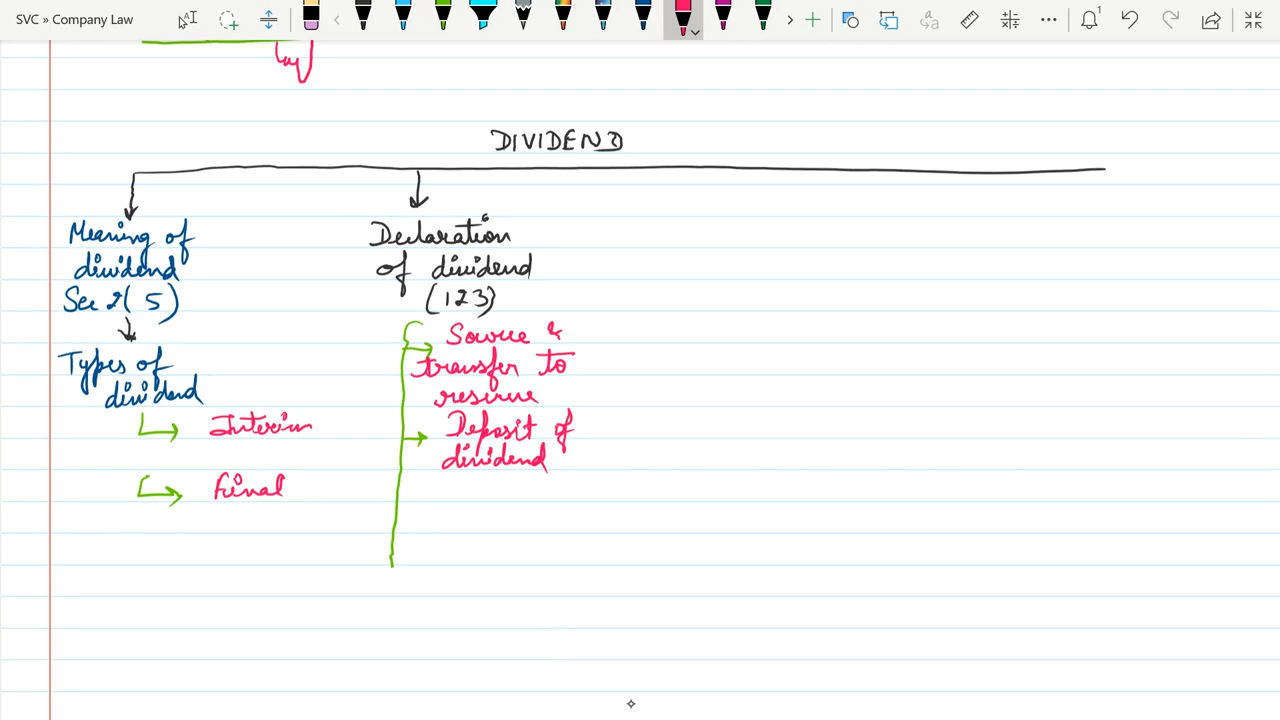 SVC » Company Law
DIVIDEND
Meaning of
dividend
Sec 2( 5)
Types of
dividend
Interim
Final
Declaration
of dividend
(123)
Source &
transfer to
reserve
Deposit of
dividend